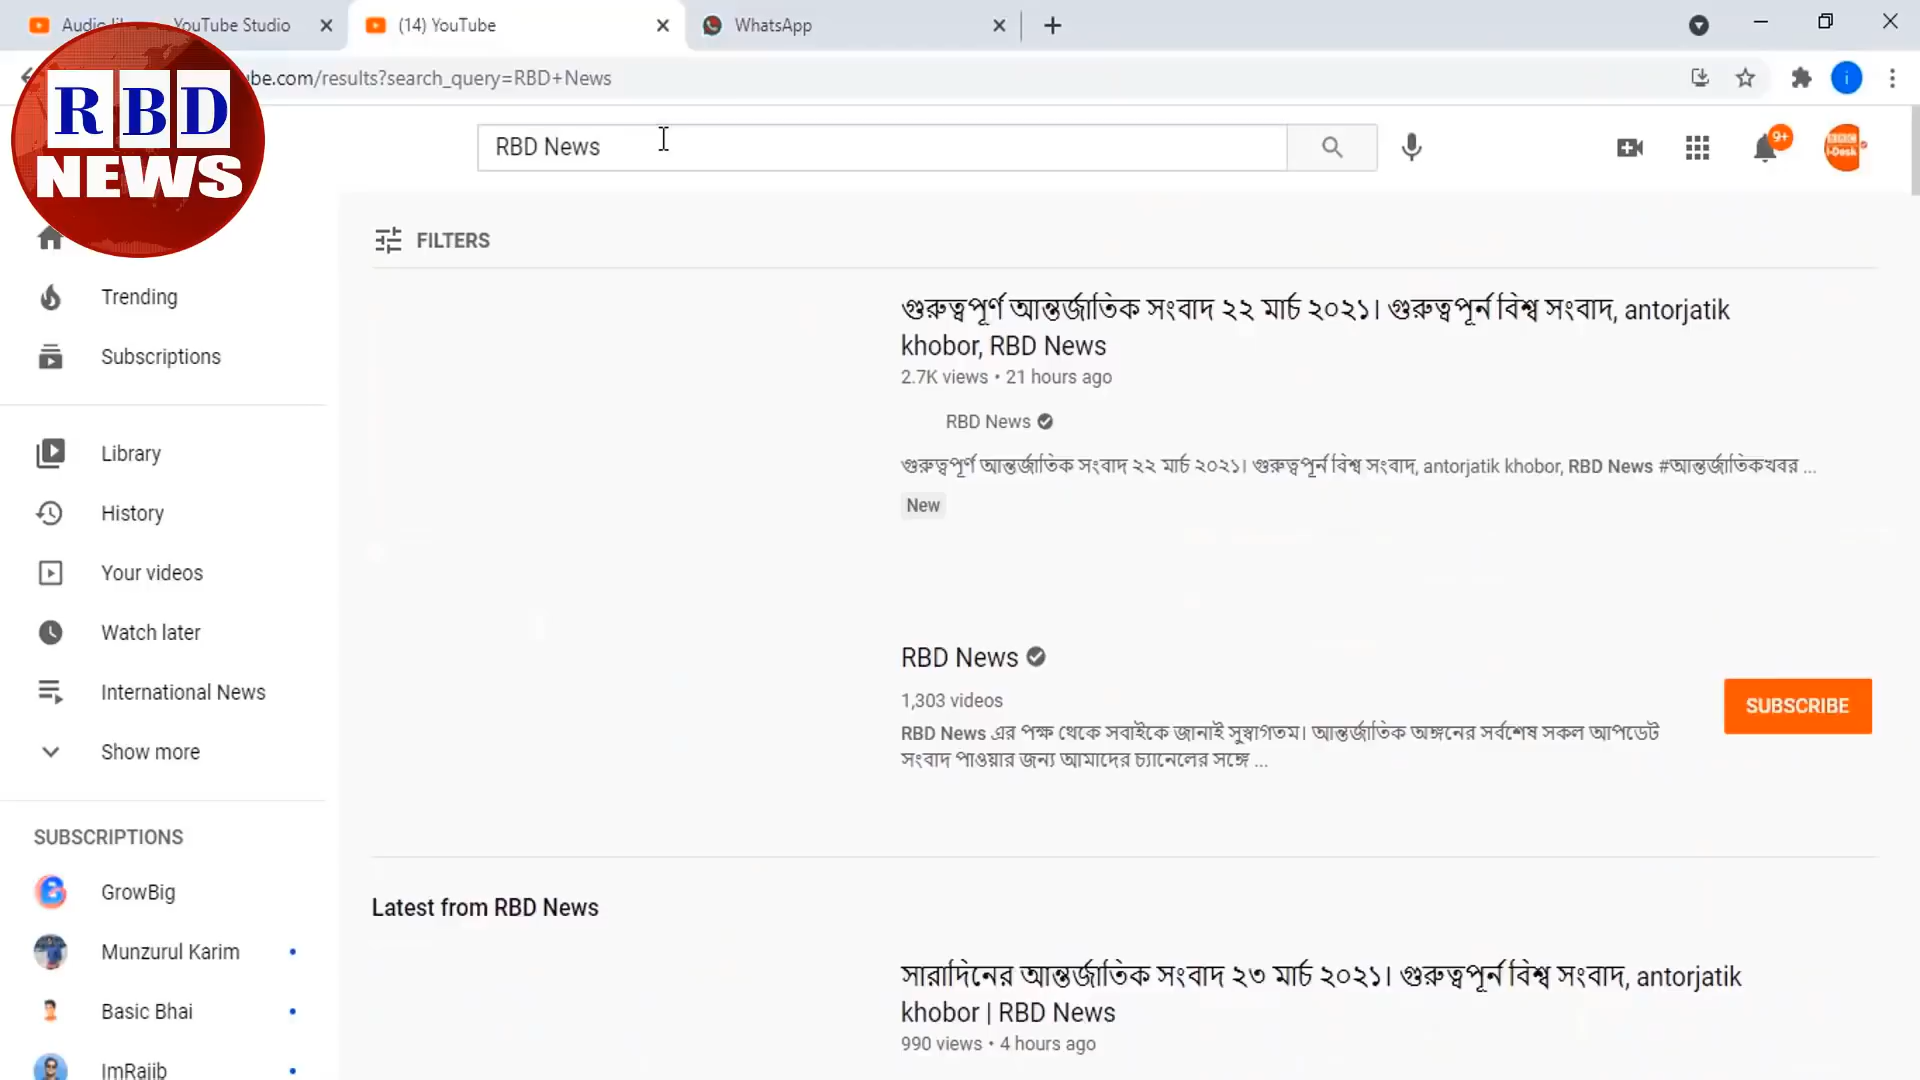 Audio
YouTube Studio
(14) YouTube
WhatsApp
be.com/results?search_query=RBD+News
i
RBD
NEWS
RBD News
9+
i-Desk
FILTERS
Trending
Subscriptions
Library
History
Your videos
Watch later
International News
Show more
SUBSCRIPTIONS
GrowBig
Munzurul Karim
Basic Bhai
ImRajib
গুরুত্বপূর্ণ আন্তর্জাতিক সংবাদ ২২ মার্চ ২০২১। গুরুত্বপূর্ন বিশ্ব সংবাদ, antorjatik
khobor, RBD News
2.7K views • 21 hours ago
RBD News
গুরুত্বপূর্ণ আন্তর্জাতিক সংবাদ ২২ মার্চ ২০২১। গুরুত্বপূর্ন বিশ্ব সংবাদ, antorjatik khobor, RBD News #আন্তর্জাতিকখবর ...
New
RBD News
1,303 videos
RBD News এর পক্ষ থেকে সবাইকে জানাই সুস্বাগতম। আন্তর্জাতিক অঙ্গনের সর্বশেষ সকল আপডেট
সংবাদ পাওয়ার জন্য আমাদের চ্যানেলের সঙ্গে ...
SUBSCRIBE
Latest from RBD News
সারাদিনের আন্তর্জাতিক সংবাদ ২৩ মার্চ ২০২১। গুরুত্বপূর্ন বিশ্ব সংবাদ, antorjatik
khobor | RBD News
990 views • 4 hours ago